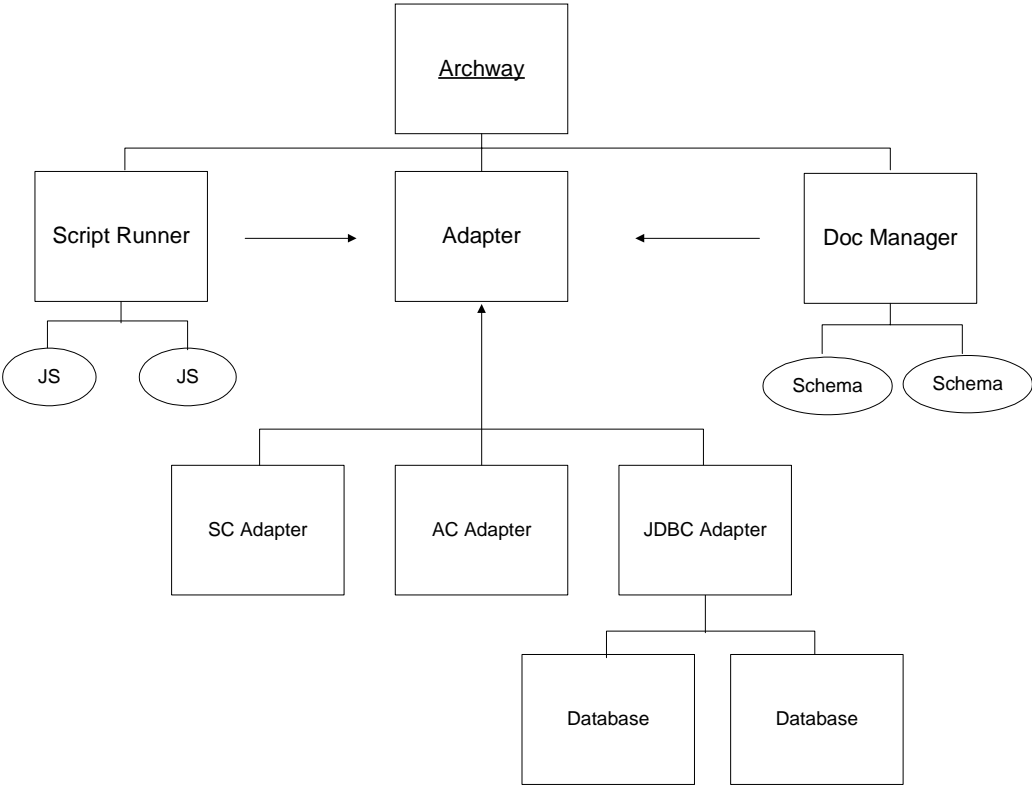 Archway
Script Runner
Adapter
Doc Manager
JS
JS
Schema
Schema
SC Adapter
AC Adapter
JDBC Adapter
Database
Database